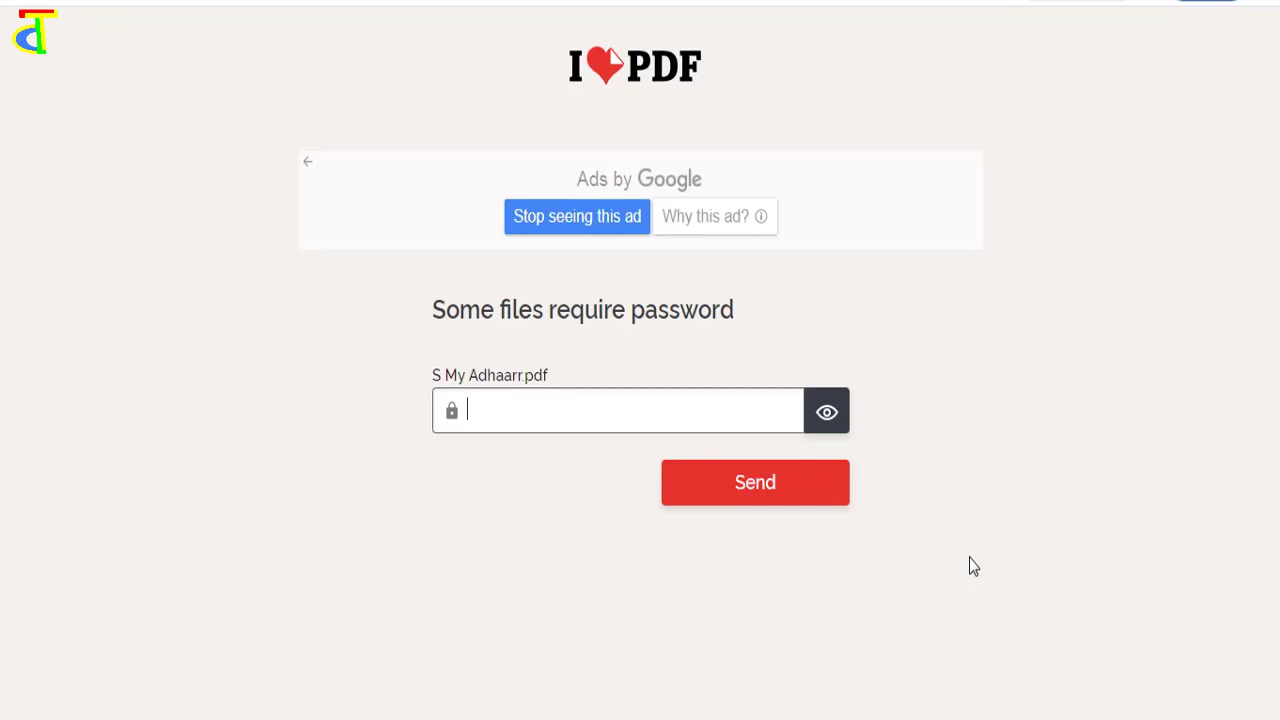 I PDF
Ads by Google
Stop seeing this ad
Why this ad?
Some files require password
S My Adhaarr.pdf
Send